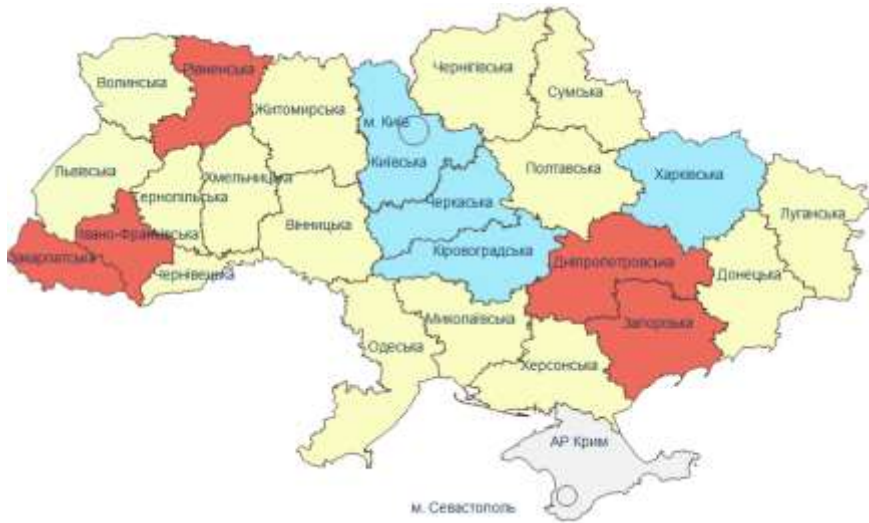 Чернігівська
Волинська
Рівненська
Сумська
Житомирська
м. Київ
Київська
Львівська
Полтавська
Харківська
Хмельницька
Тернопільська
Черкаська
Луганська
Вінницька
Івано-Франківська
Кіровоградська
Закарпатська
Дніпропетровська
Чернівецька
Донецька
Миколаївська
Запорізька
Одеська
Херсонська
АР Крим
м. Севастополь